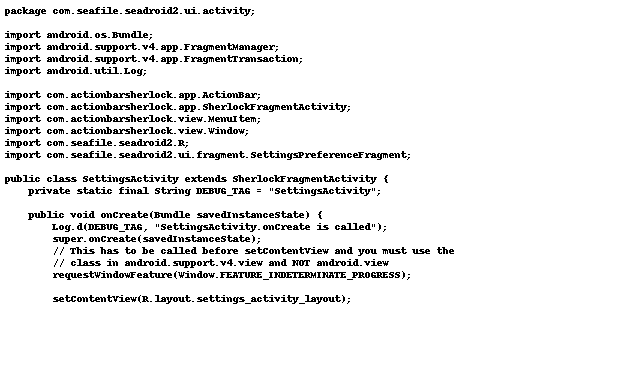 package com.seafile.seadroid2.ui.activity;

import android.os.Bundle;
import android.support.v4.app.FragmentManager;
import android.support.v4.app.FragmentTransaction;
import android.util.Log;

import com.actionbarsherlock.app.ActionBar;
import com.actionbarsherlock.app.SherlockFragmentActivity;
import com.actionbarsherlock.view.MenuItem;
import com.actionbarsherlock.view.Window;
import com.seafile.seadroid2.R;
import com.seafile.seadroid2.ui.fragment.SettingsPreferenceFragment;

public class SettingsActivity extends SherlockFragmentActivity {
    private static final String DEBUG_TAG = "SettingsActivity";

    public void onCreate(Bundle savedInstanceState) {
        Log.d(DEBUG_TAG, "SettingsActivity.onCreate is called");
        super.onCreate(savedInstanceState);
        // This has to be called before setContentView and you must use the
        // class in android.support.v4.view and NOT android.view
        requestWindowFeature(Window.FEATURE_INDETERMINATE_PROGRESS);

        setContentView(R.layout.settings_activity_layout);